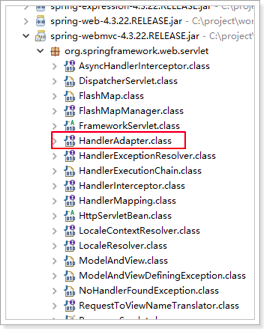 spring-expression-4.3.22.RELEASE.jar
spring-web-4.3.22.RELEASE.jar - C:\project\wor
spring-webmvc-4.3.22.RELEASE.jar - C:\project\
org.springframework.web.servlet
AsyncHandlerInterceptor.class
DispatcherServlet.class
FlashMap.class
FlashMapManager.class
FrameworkServlet.class
HandlerAdapter.class
HandlerExceptionResolver.class
HandlerExecutionChain.class
HandlerInterceptor.class
HandlerMapping.class
HttpServletBean.class
LocaleContextResolver.class
LocaleResolver.class
ModelAndView.class
ModelAndViewDefiningException.class
NoHandlerFoundException.class
RequestToViewNameTranslator.class